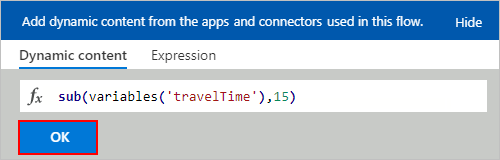 Add dynamic content from the apps and connectors used in this flow. Hide
Dynamic content Expression
fx sub(variables('travelTime'),15)
OK